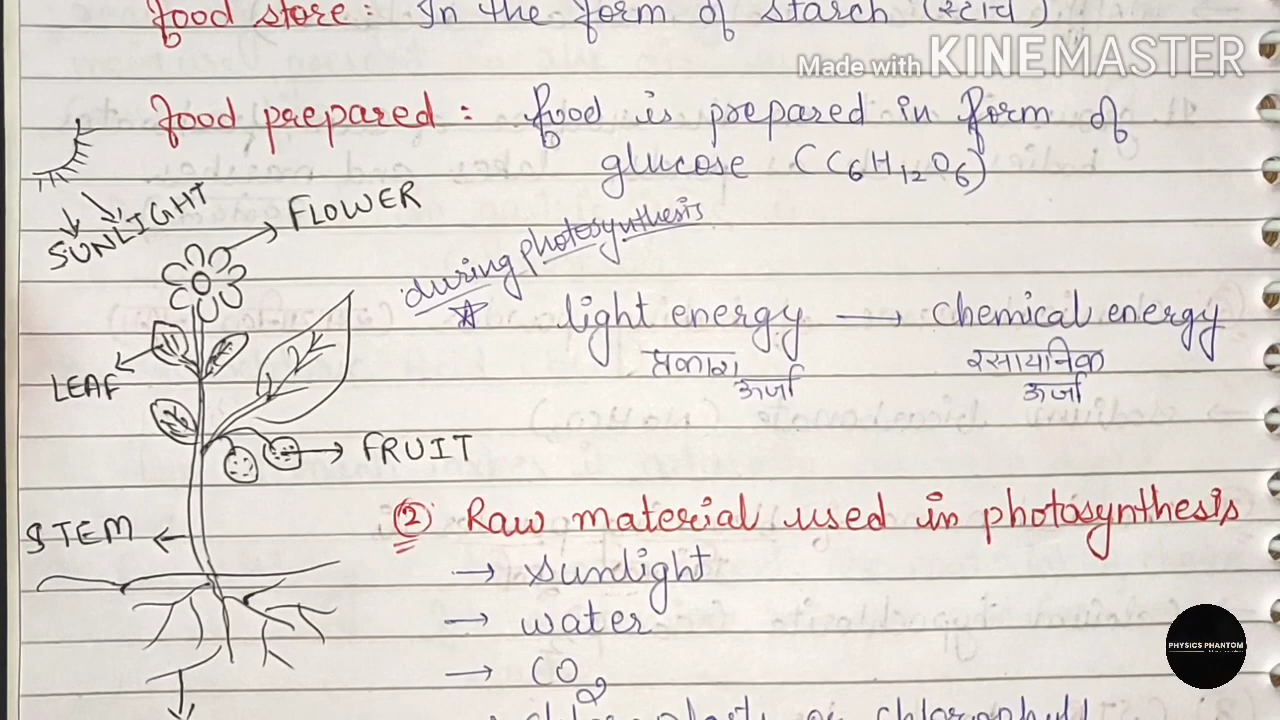 food store: In the form of starch (स्टार्च)
Made with KINEMASTER
food prepared: food is prepared in form of
glucose (C6H12O6)
SUNLIGHT
FLOWER
during photosynthesis
light energy → chemical energy
प्रकाश रसायनिक
ऊर्जा ऊर्जा
LEAF
FRUIT
STEM
② Raw material used in photosynthesis
→ sunlight
→ water
→ CO2
chlorophyll
PHYSICS PHANTOM